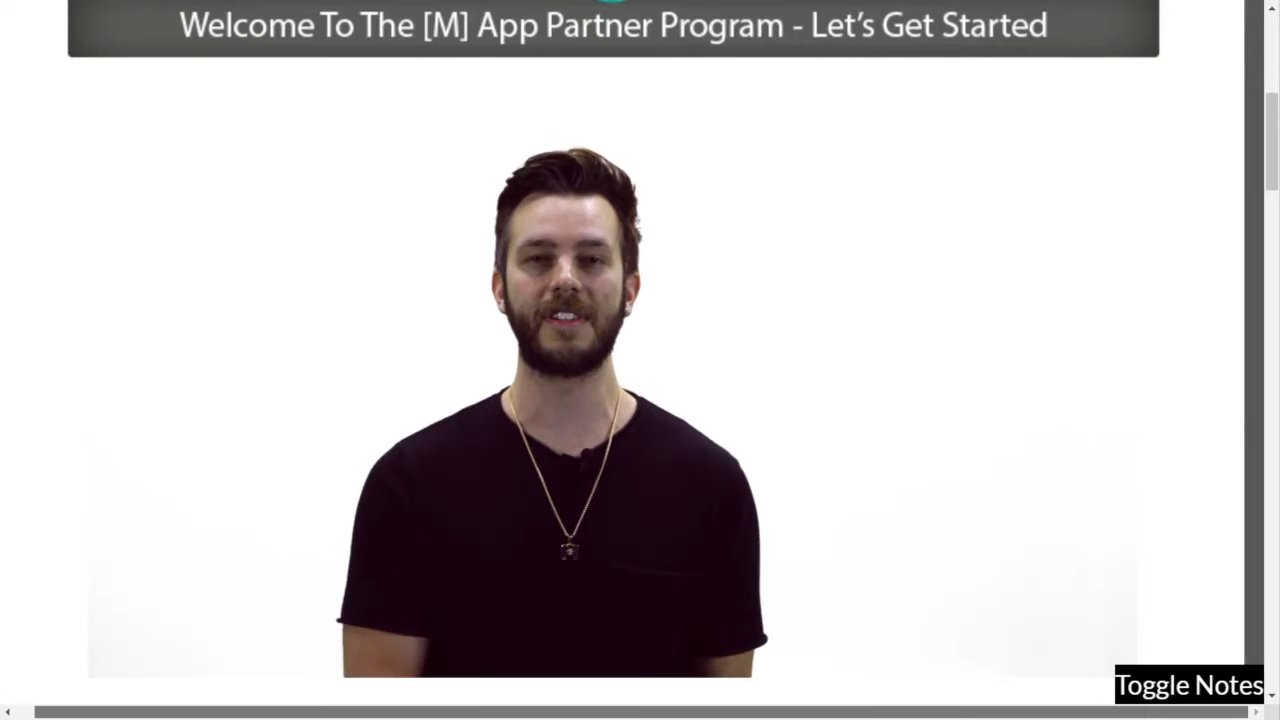 Welcome To The [M] App Partner Program - Let’s Get Started
Toggle Notes